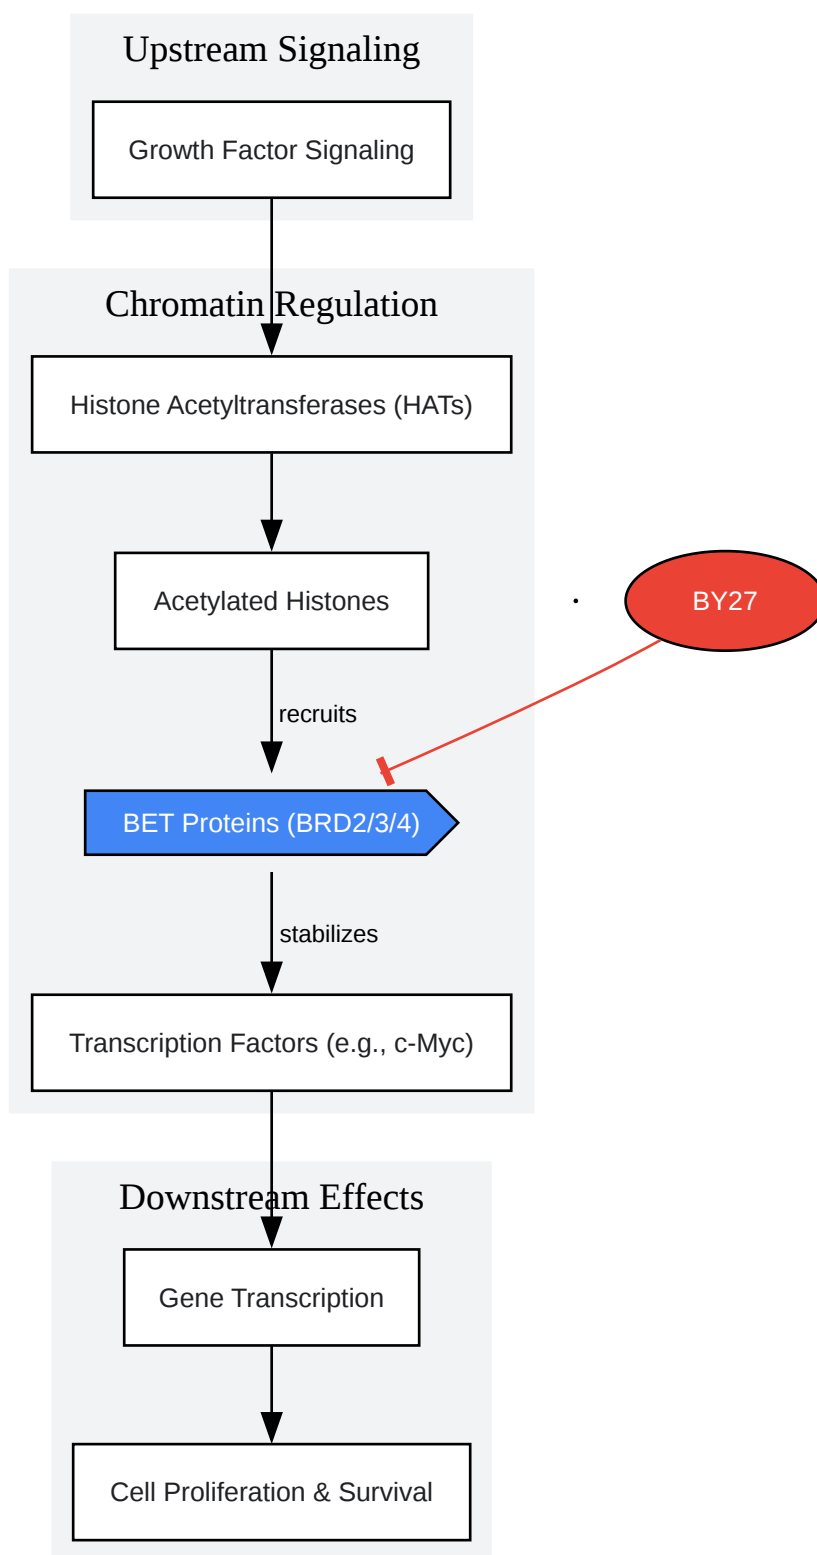 Upstream Signaling
Growth Factor Signaling
Chromatin Regulation
Histone Acetyltransferases (HATs)
Acetylated Histones
BY27
recruits
BET Proteins (BRD2/3/4)
stabilizes
Transcription Factors (e.g., c-Myc)
Downstream Effects
Gene Transcription
Cell Proliferation & Survival